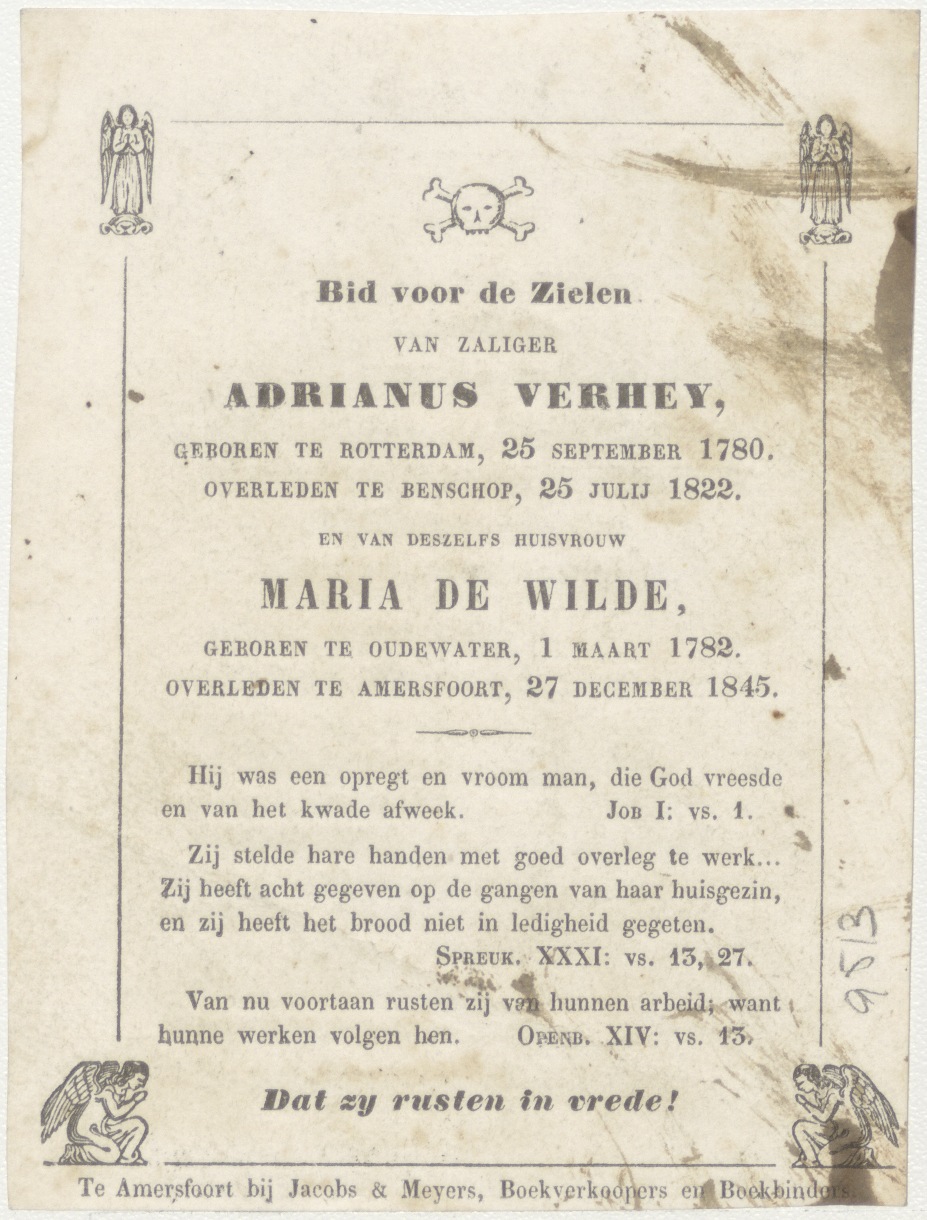 Bid voor de Zielen
VAN ZALIGER
ADRIANUS VERHEY,
GEBOREN TE ROTTERDAM, 25 SEPTEMBER 1780.
OVERLEDEN TE BENSCHOP, 25 JULIJ 1822.
EN VAN DESZELFS HUISVROUW
MARIA DE WILDE,
GEBOREN TE OUDEWATER, 1 MAART 1782.
OVERLEDEN TE AMERSFOORT, 27 DECEMBER 1845.
Hij was een opregt en vroom man, die God vreesde
en van het kwade afweek. JOB I: vs. 1.
Zij stelde hare handen met goed overleg te werk...
Zij heeft acht gegeven op de gangen van haar huisgezin,
en zij heeft het brood niet in ledigheid gegeten.
SPREUK. XXXI: vs. 13, 27.
Van nu voortaan rusten zij van hunnen arbeid; want
hunne werken volgen hen. OPENB. XIV: vs. 13.
Dat zy rusten in vrede!
Te Amersfoort bij Jacobs & Meyers, Boekverkoopers en Boekbinders.
9513